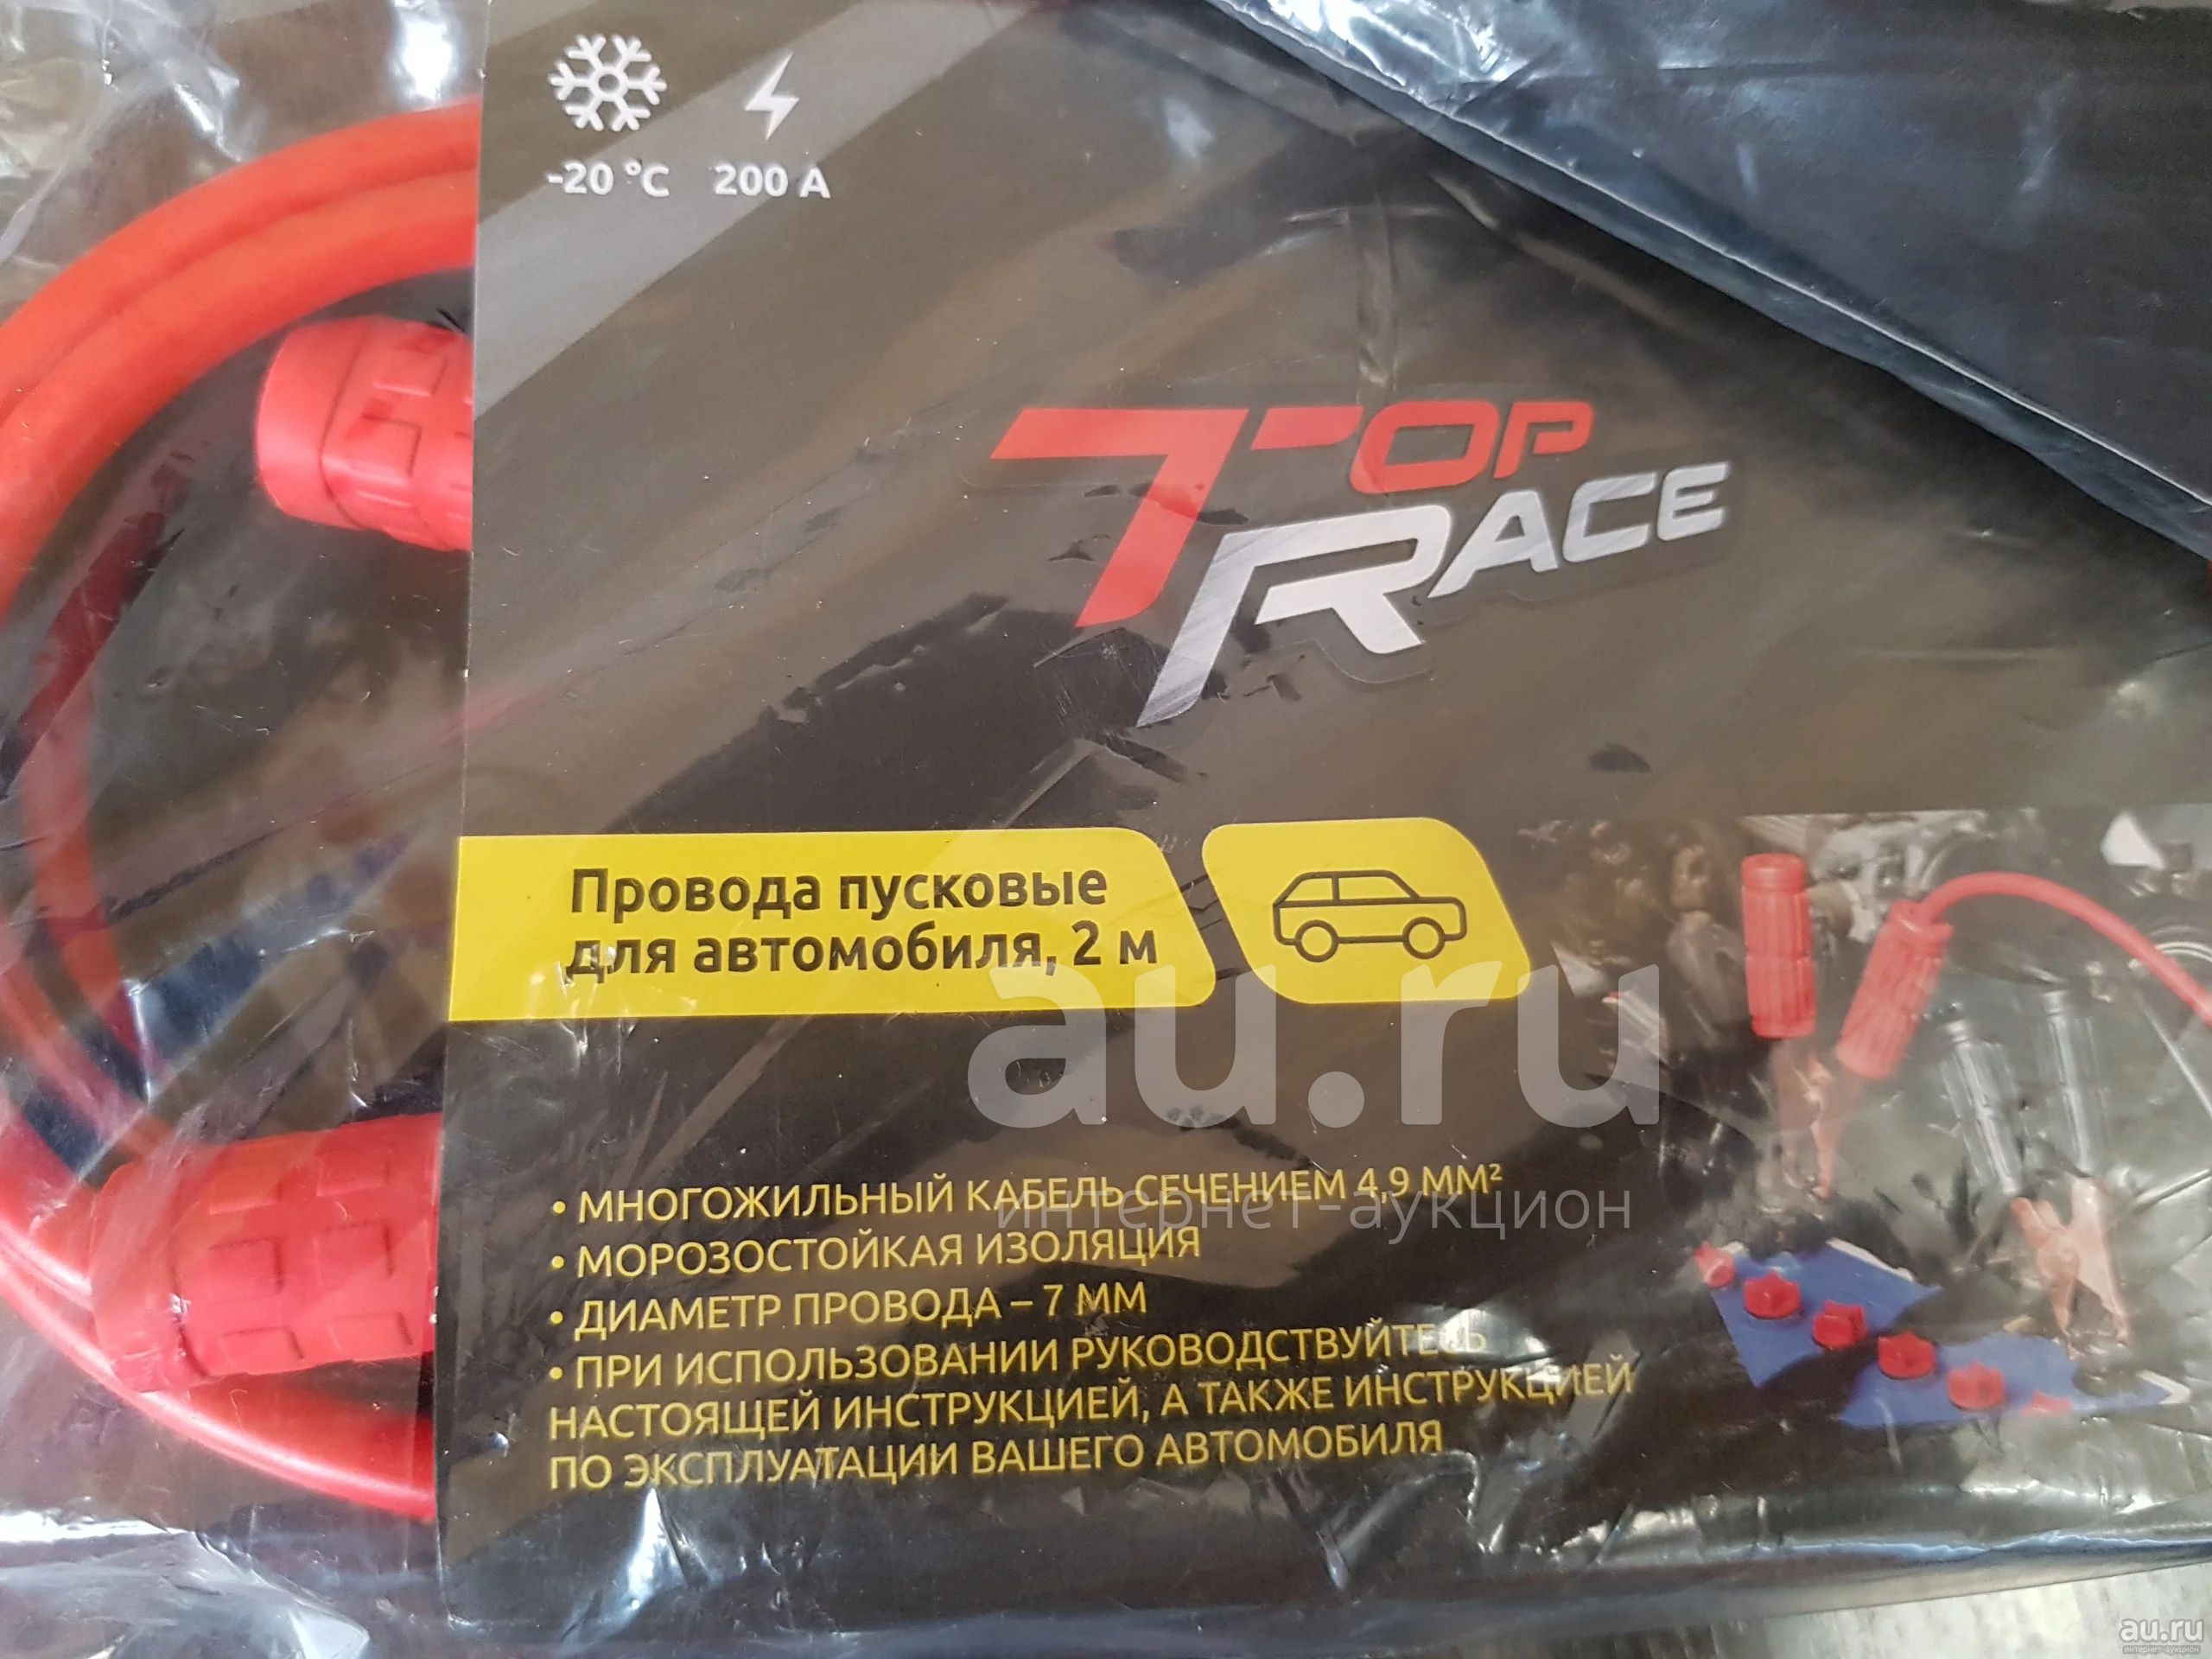 -20 °C 200 A
TOP
RACE
Провода пусковые
для автомобиля, 2 м
au.ru
интернет-аукцион
• МНОГОЖИЛЬНЫЙ КАБЕЛЬ СЕЧЕНИЕМ 4,9 ММ²
• МОРОЗОСТОЙКАЯ ИЗОЛЯЦИЯ
• ДИАМЕТР ПРОВОДА – 7 ММ
• ПРИ ИСПОЛЬЗОВАНИИ РУКОВОДСТВУЙТЕСЬ
НАСТОЯЩЕЙ ИНСТРУКЦИЕЙ, А ТАКЖЕ ИНСТРУКЦИЕЙ
ПО ЭКСПЛУАТАЦИИ ВАШЕГО АВТОМОБИЛЯ
au.ru
интернет-аукцион